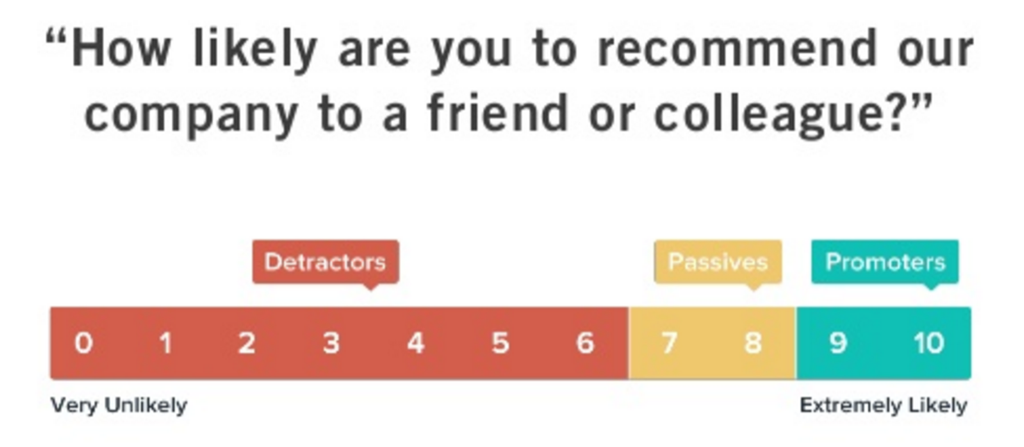 “How likely are you to recommend our
company to a friend or colleague?”
Detractors Passives Promoters
0 1 2 3 4 5 6 7 8 9 10
Very Unlikely Extremely Likely